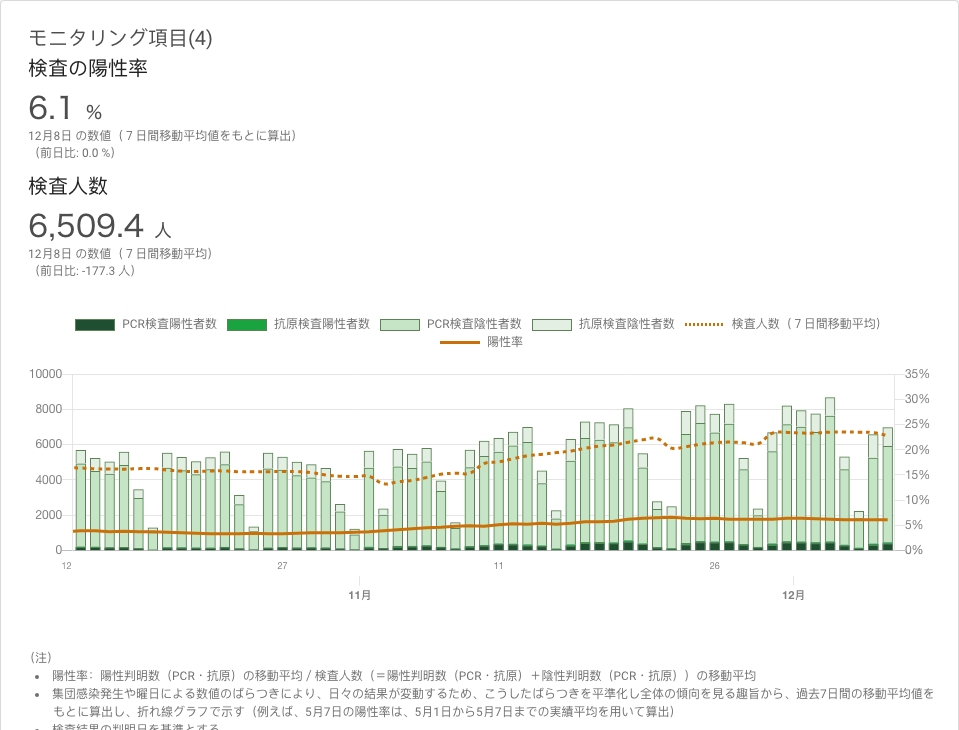 モニタリング項目(4)
検査の陽性率
6.1 %
12月8日 の数値（７日間移動平均値をもとに算出）
（前日比: 0.0 %）
検査人数
6,509.4 人
12月8日 の数値（７日間移動平均）
（前日比: -177.3 人）
PCR検査陽性者数 抗原検査陽性者数 PCR検査陰性者数 抗原検査陰性者数 検査人数（７日間移動平均）
陽性率
10000 35%
8000 30%
25%
6000 20%
4000 15%
10%
2000 5%
0 0%
12 27 11 26
11月 12月
（注）
• 陽性率：陽性判明数（PCR・抗原）の移動平均 / 検査人数（＝陽性判明数（PCR・抗原）＋陰性判明数（PCR・抗原））の移動平均
• 集団感染発生や曜日による数値のばらつきにより、日々の結果が変動するため、こうしたばらつきを平準化し全体の傾向を見る趣旨から、過去7日間の移動平均値を
もとに算出し、折れ線グラフで示す（例えば、5月7日の陽性率は、5月1日から5月7日までの実績平均を用いて算出）
• 検査結果の判明日を基準とする